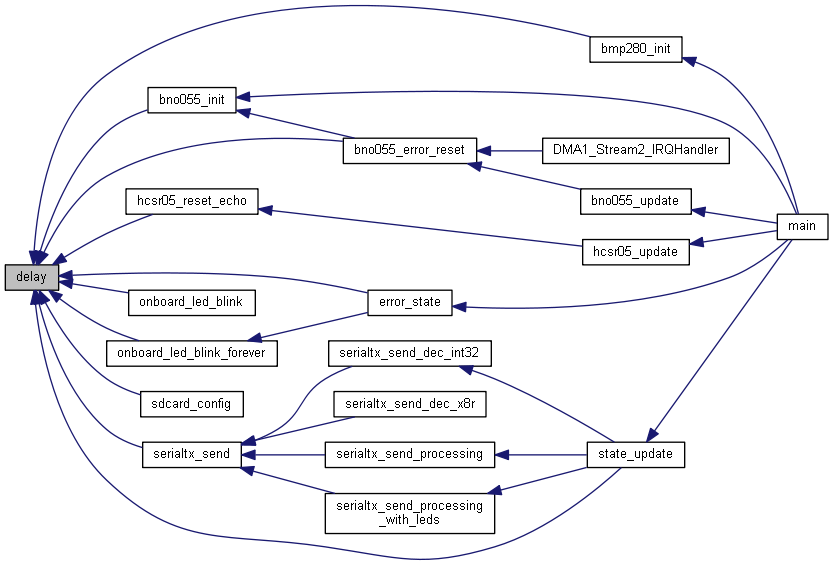 bmp280_init
bno055_init
bno055_error_reset
DMA1_Stream2_IRQHandler
hcsr05_reset_echo
bno055_update
main
hcsr05_update
delay
onboard_led_blink
error_state
onboard_led_blink_forever
serialtx_send_dec_int32
sdcard_config
serialtx_send_dec_x8r
serialtx_send
serialtx_send_processing
state_update
serialtx_send_processing
_with_leds